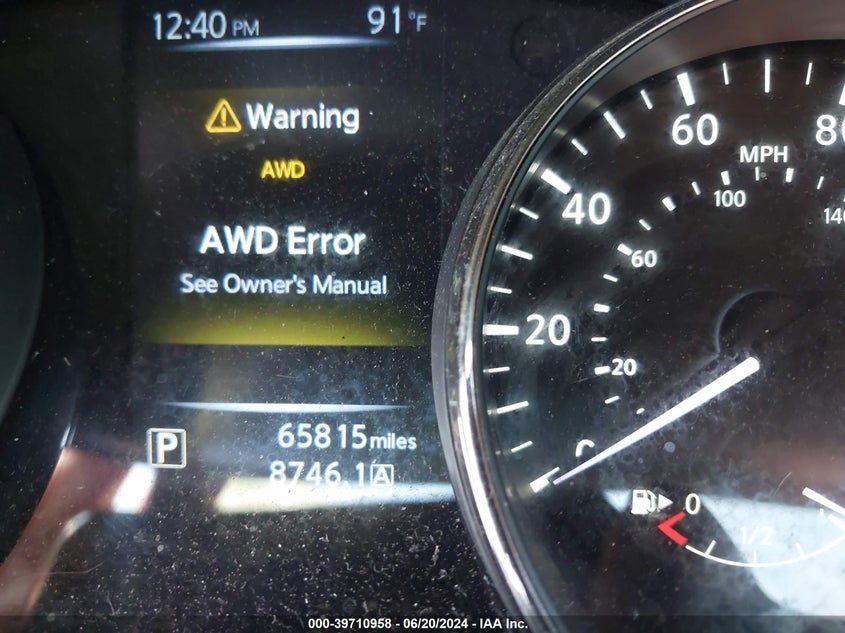 12:40 PM 91°F
Warning
AWD
AWD Error
See Owner's Manual
P 65815 miles
8746.1 A
20
40
60
MPH
20
60
100
140
0
1/2
000-39710958 - 06/20/2024 - IAA Inc.